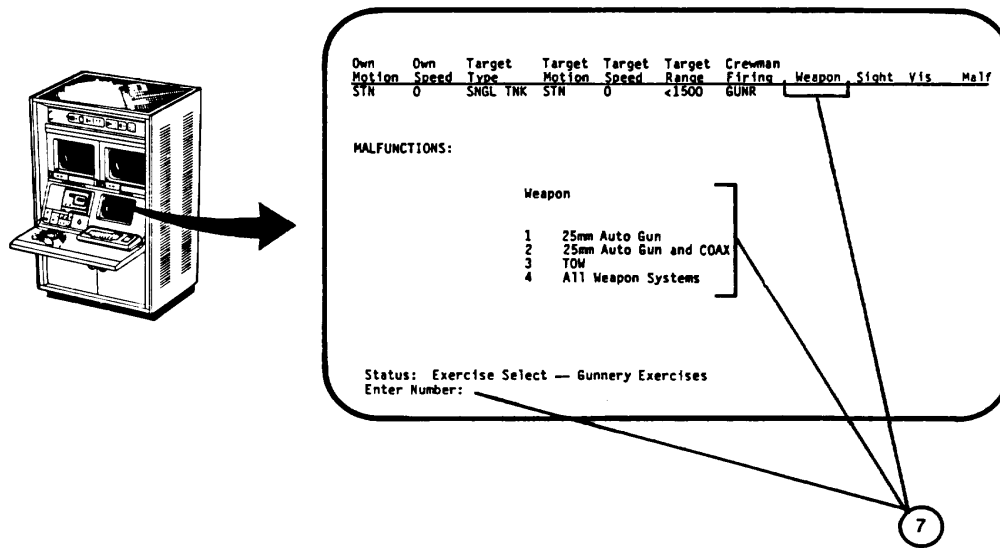 Own Own Target Target Target Target Crewman
Motion Speed Type Motion Speed Range Firing Weapon Sight Vis Malf
STN 0 SNGL TNK STN 0 <1500 GUNR
MALFUNCTIONS:
Weapon
1 25mm Auto Gun
2 25mm Auto Gun and COAX
3 TOW
4 All Weapon Systems
Status: Exercise Select — Gunnery Exercises
Enter Number:
7